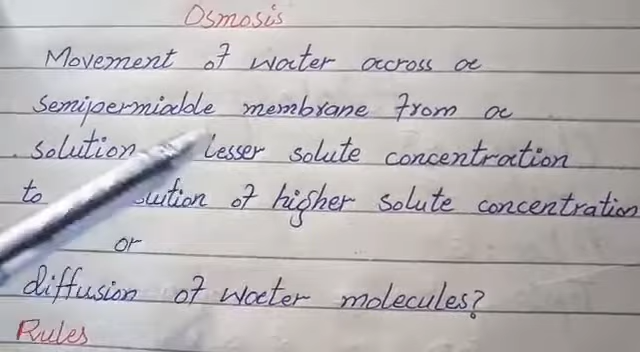 Osmosis
Movement of water across a
semipermiable membrane from a
solution lesser solute concentration
to of higher solute concentration
or
diffusion of water molecules?
Rules